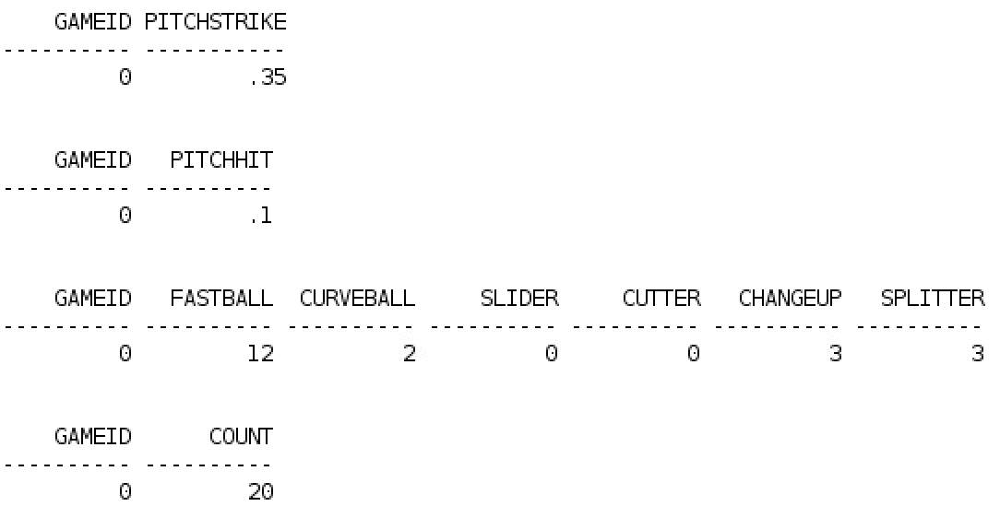 GAMEID PITCHSTRIKE
---------- -----------
0 .35
GAMEID PITCHHIT
---------- ----------
0 .1
GAMEID FASTBALL CURVEBALL SLIDER CUTTER CHANGEUP SPLITTER
---------- ---------- ---------- ---------- ---------- ---------- ----------
0 12 2 0 0 3 3
GAMEID COUNT
---------- ----------
0 20